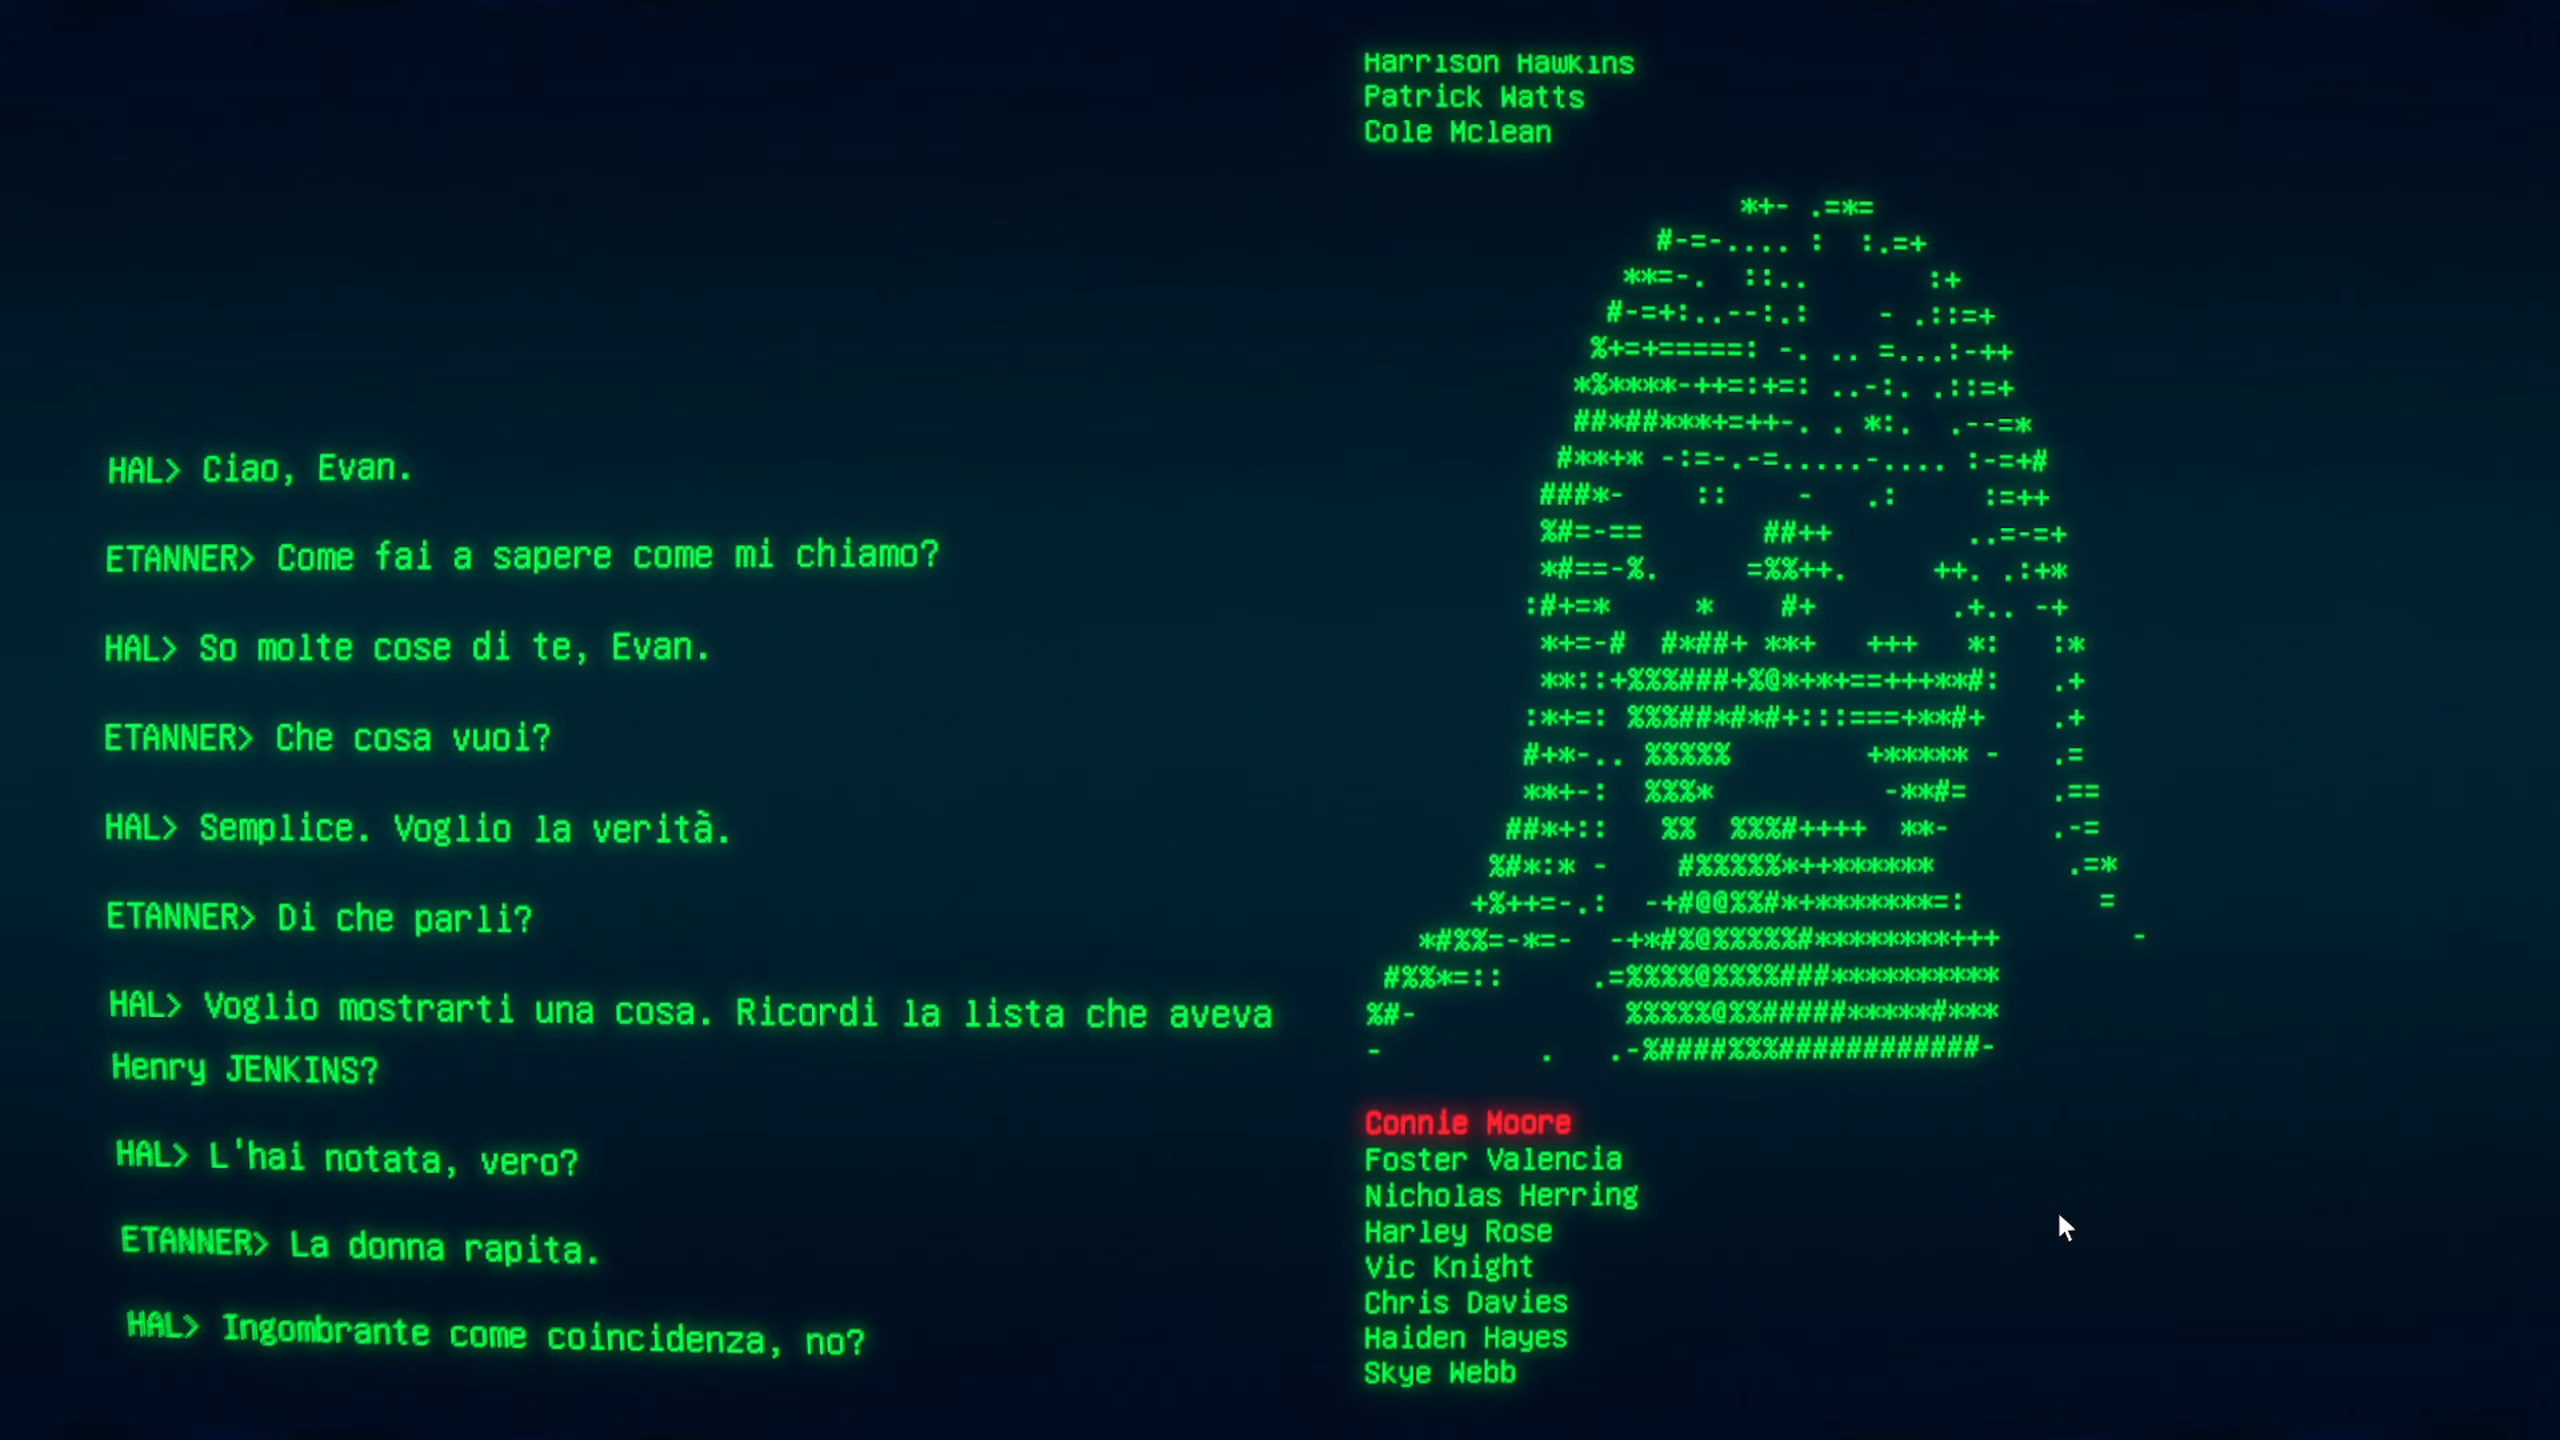 HAL> Ciao, Evan.
ETANNER> Come fai a sapere come mi chiamo?
HAL> So molte cose di te, Evan.
ETANNER> Che cosa vuoi?
HAL> Semplice. Voglio la verità.
ETANNER> Di che parli?
HAL> Voglio mostrarti una cosa. Ricordi la lista che aveva
Henry JENKINS?
HAL> L'hai notata, vero?
ETANNER> La donna rapita.
HAL> Ingombrante come coincidenza, no?
Harrison Hawkins
Patrick Watts
Cole Mclean
Connie Moore
Foster Valencia
Nicholas Herring
Harley Rose
Vic Knight
Chris Davies
Haiden Hayes
Skye Webb